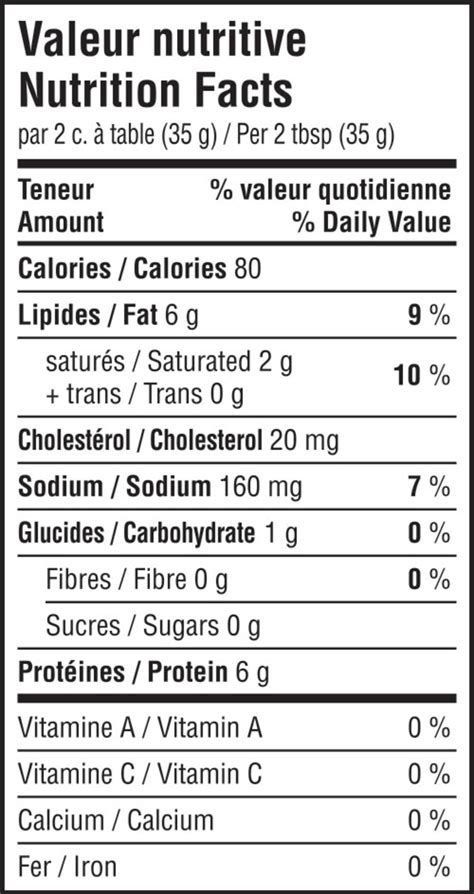 Valeur nutritive
Nutrition Facts
par 2 c. à table (35 g) / Per 2 tbsp (35 g)
Teneur % valeur quotidienne
Amount % Daily Value
Calories / Calories 80
Lipides / Fat 6 g 9 %
saturés / Saturated 2 g
+ trans / Trans 0 g 10 %
Cholestérol / Cholesterol 20 mg
Sodium / Sodium 160 mg 7 %
Glucides / Carbohydrate 1 g 0 %
Fibres / Fibre 0 g 0 %
Sucres / Sugars 0 g
Protéines / Protein 6 g
Vitamine A / Vitamin A 0 %
Vitamine C / Vitamin C 0 %
Calcium / Calcium 0 %
Fer / Iron 0 %